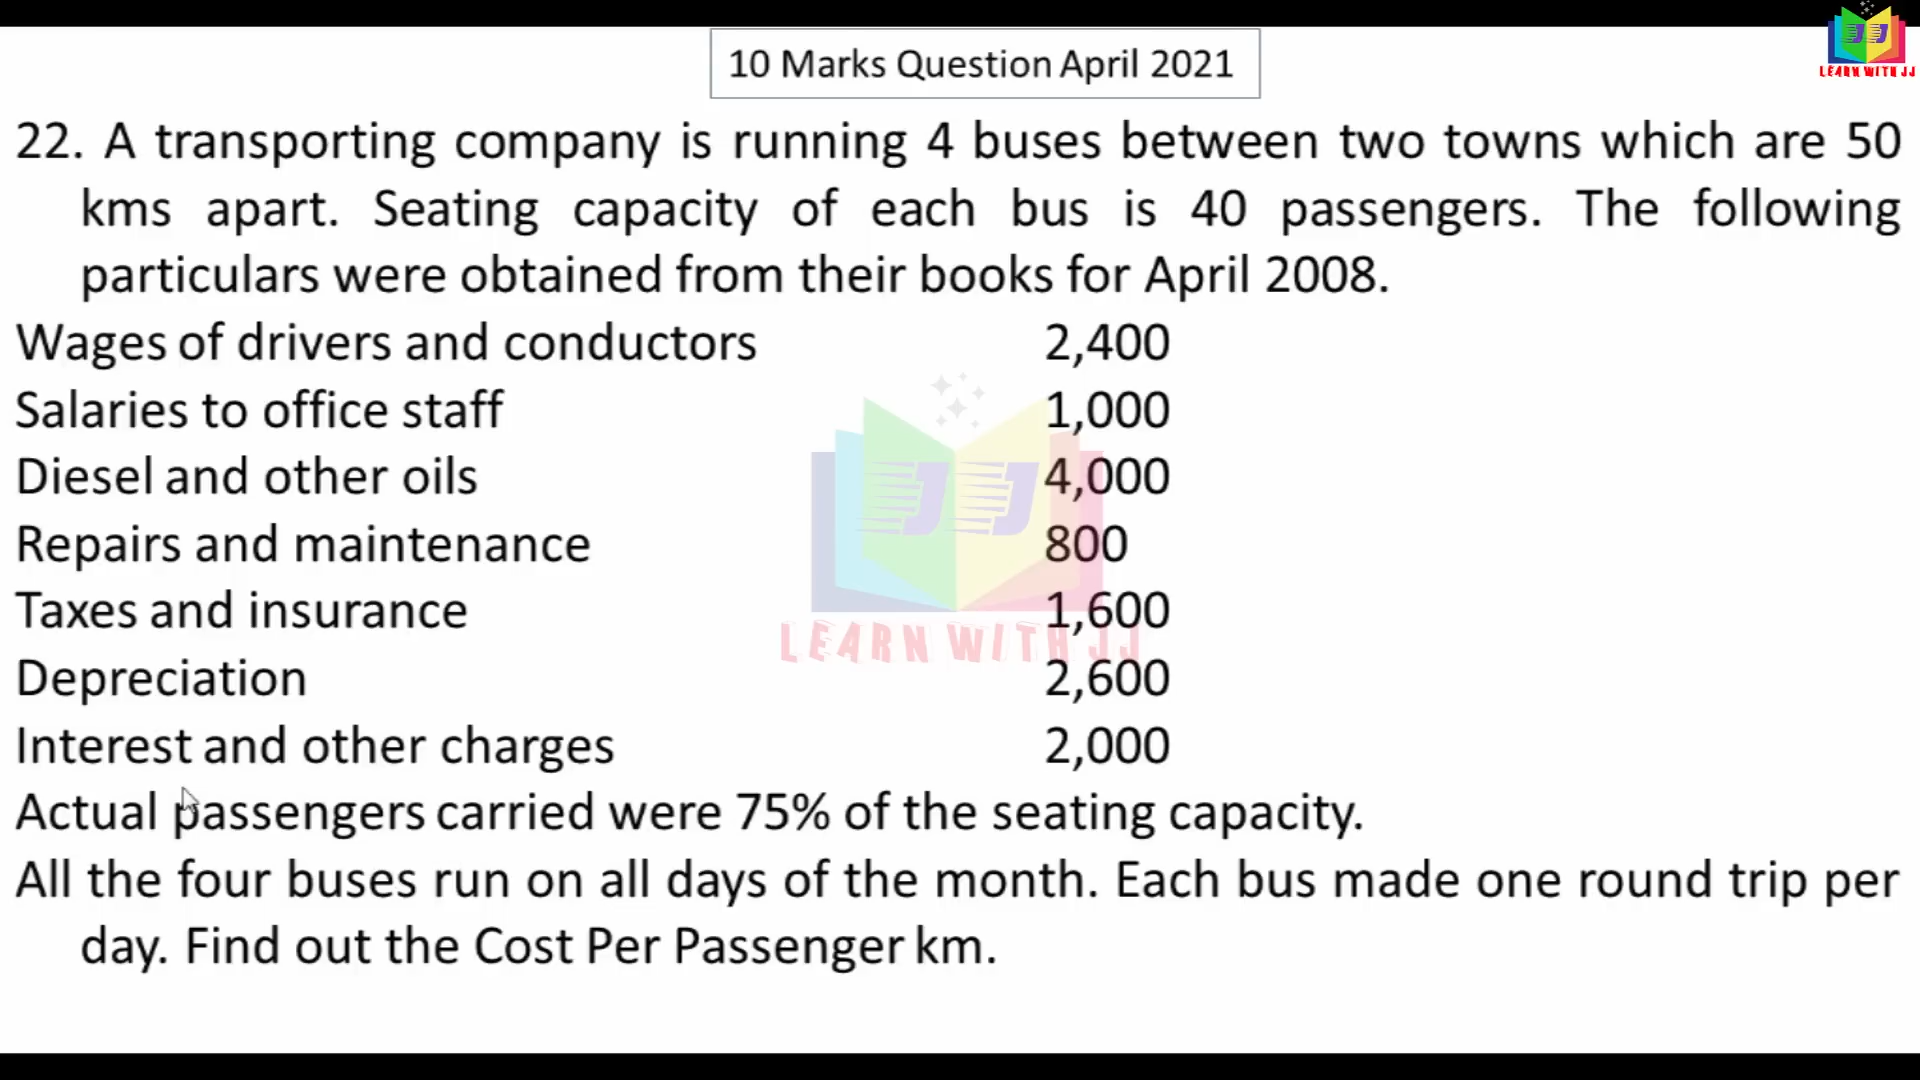 10 Marks Question April 2021
LEARN WITH JJ
22. A transporting company is running 4 buses between two towns which are 50
kms apart. Seating capacity of each bus is 40 passengers. The following
particulars were obtained from their books for April 2008.
Wages of drivers and conductors 2,400
Salaries to office staff 1,000
Diesel and other oils 4,000
Repairs and maintenance 800
Taxes and insurance 1,600
LEARN WITH JJ
Depreciation 2,600
Interest and other charges 2,000
Actual passengers carried were 75% of the seating capacity.
All the four buses run on all days of the month. Each bus made one round trip per
day. Find out the Cost Per Passenger km.